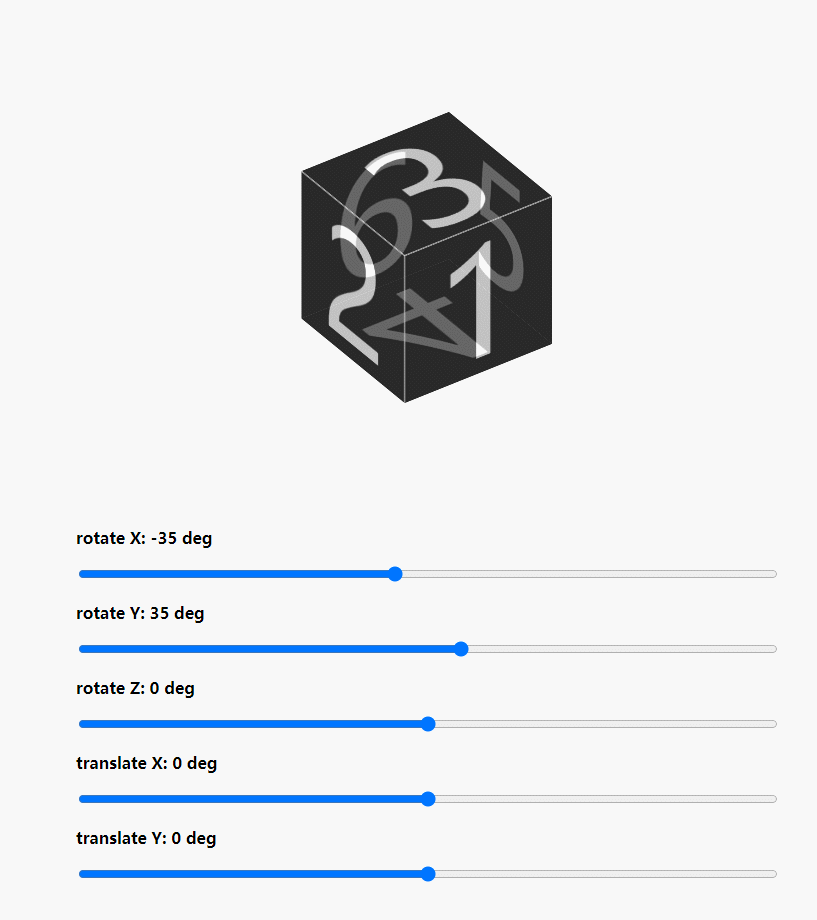 3
6
5
2
1
4
rotate X: -35 deg
rotate Y: 35 deg
rotate Z: 0 deg
translate X: 0 deg
translate Y: 0 deg